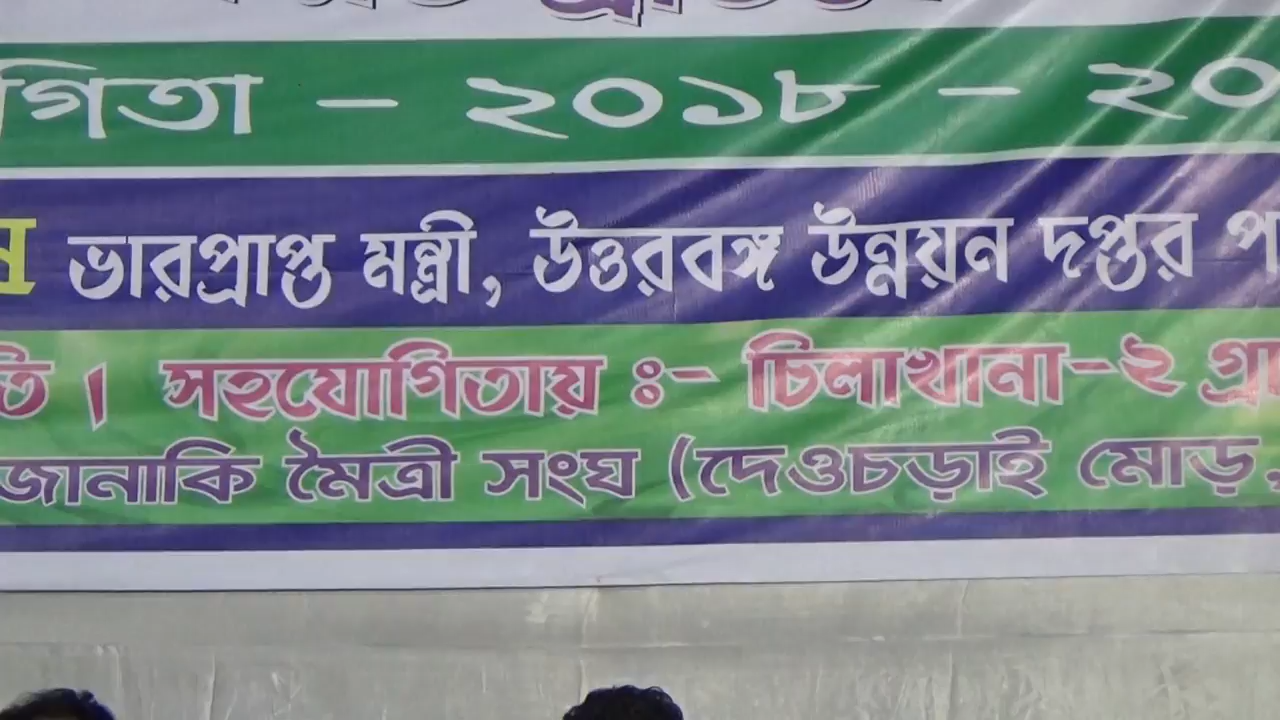 গিতা – ২০১৮ – ২০
ভারপ্রাপ্ত মন্ত্রী, উত্তরবঙ্গ উন্নয়ন দপ্তর প
তি । সহযোগিতায় ঃ- চিলাখানা-২ গ্রা
জোনাকি মৈত্রী সংঘ (দেওচড়াই মোড়,